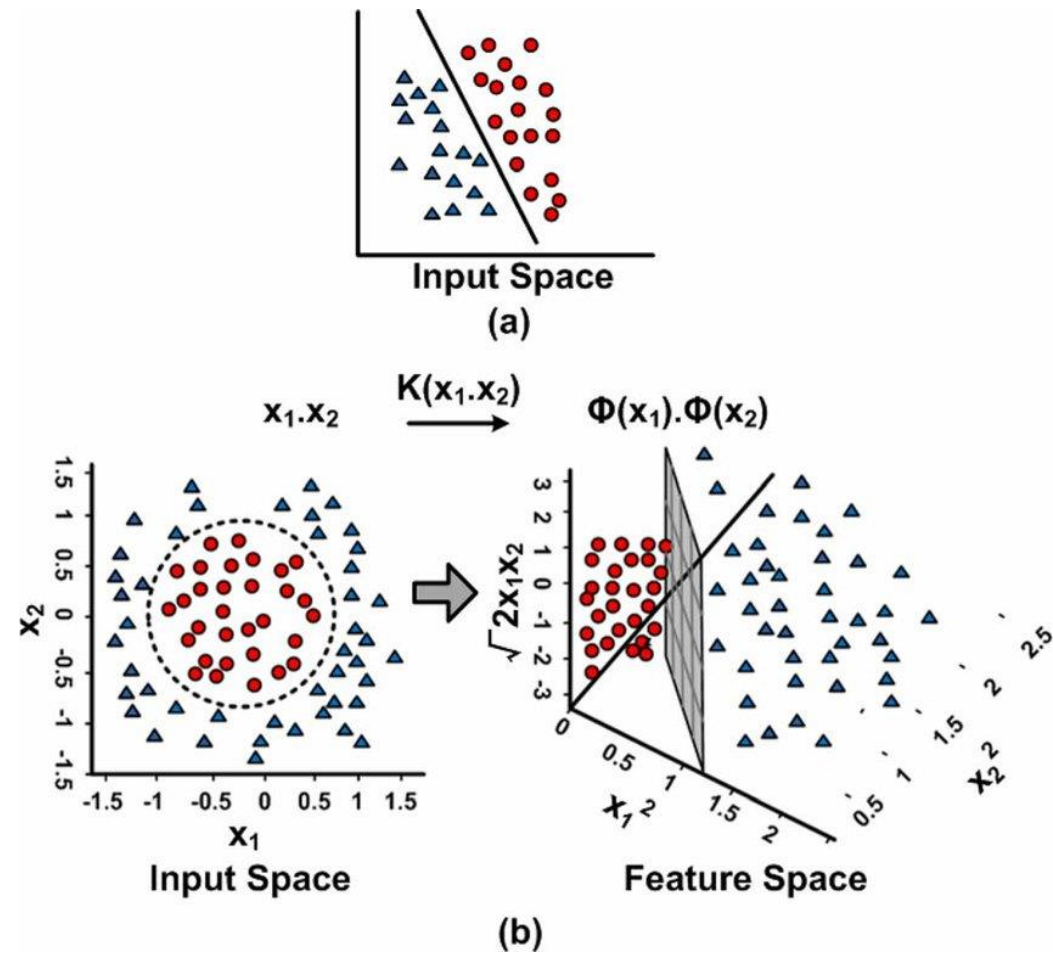 Input Space
(a)
x₁.x₂
K(x₁.x₂)
Φ(x₁).Φ(x₂)
1.5
1
0.5
0
-0.5
-1
-1.5
x₂
-1.5 -1 -0.5 0 0.5 1 1.5
x₁
Input Space
3
2
1
0
-1
-2
-3
√2x₁x₂
0 0.5 1 1.5 2
x₁²
0.5 1 1.5 2 2.5
x₂²
Feature Space
(b)